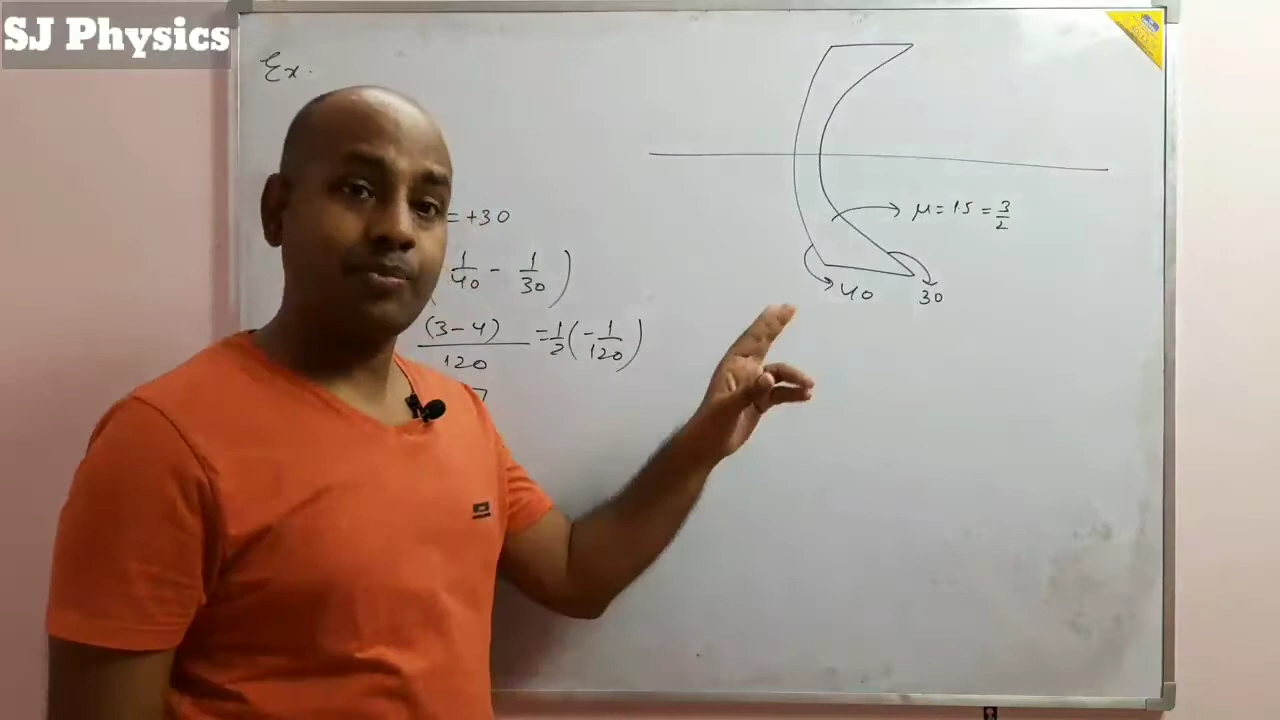 SJ Physics
Ex.
= +30
( 1/40 - 1/30 )
(3-4)/120 = 1/2 ( - 1/120 )
μ = 1.5 = 3/2
40
30